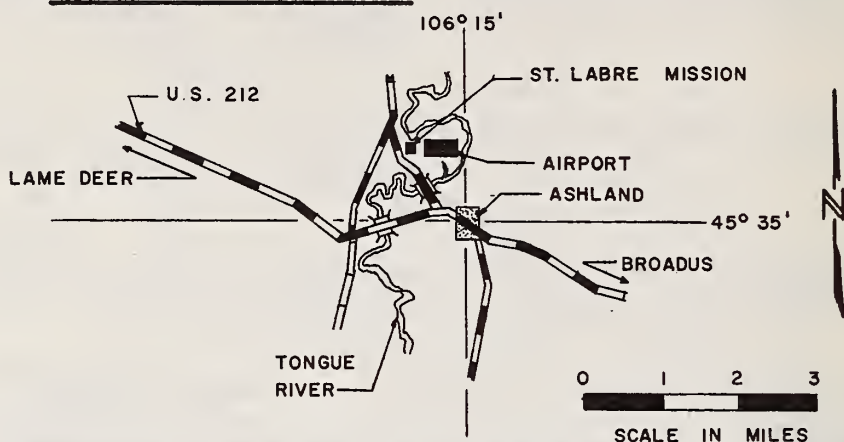 106° 15'
ST. LABRE MISSION
U.S. 212
AIRPORT
LAME DEER
ASHLAND
N
45° 35'
BROADUS
TONGUE
RIVER
0 1 2 3
SCALE IN MILES